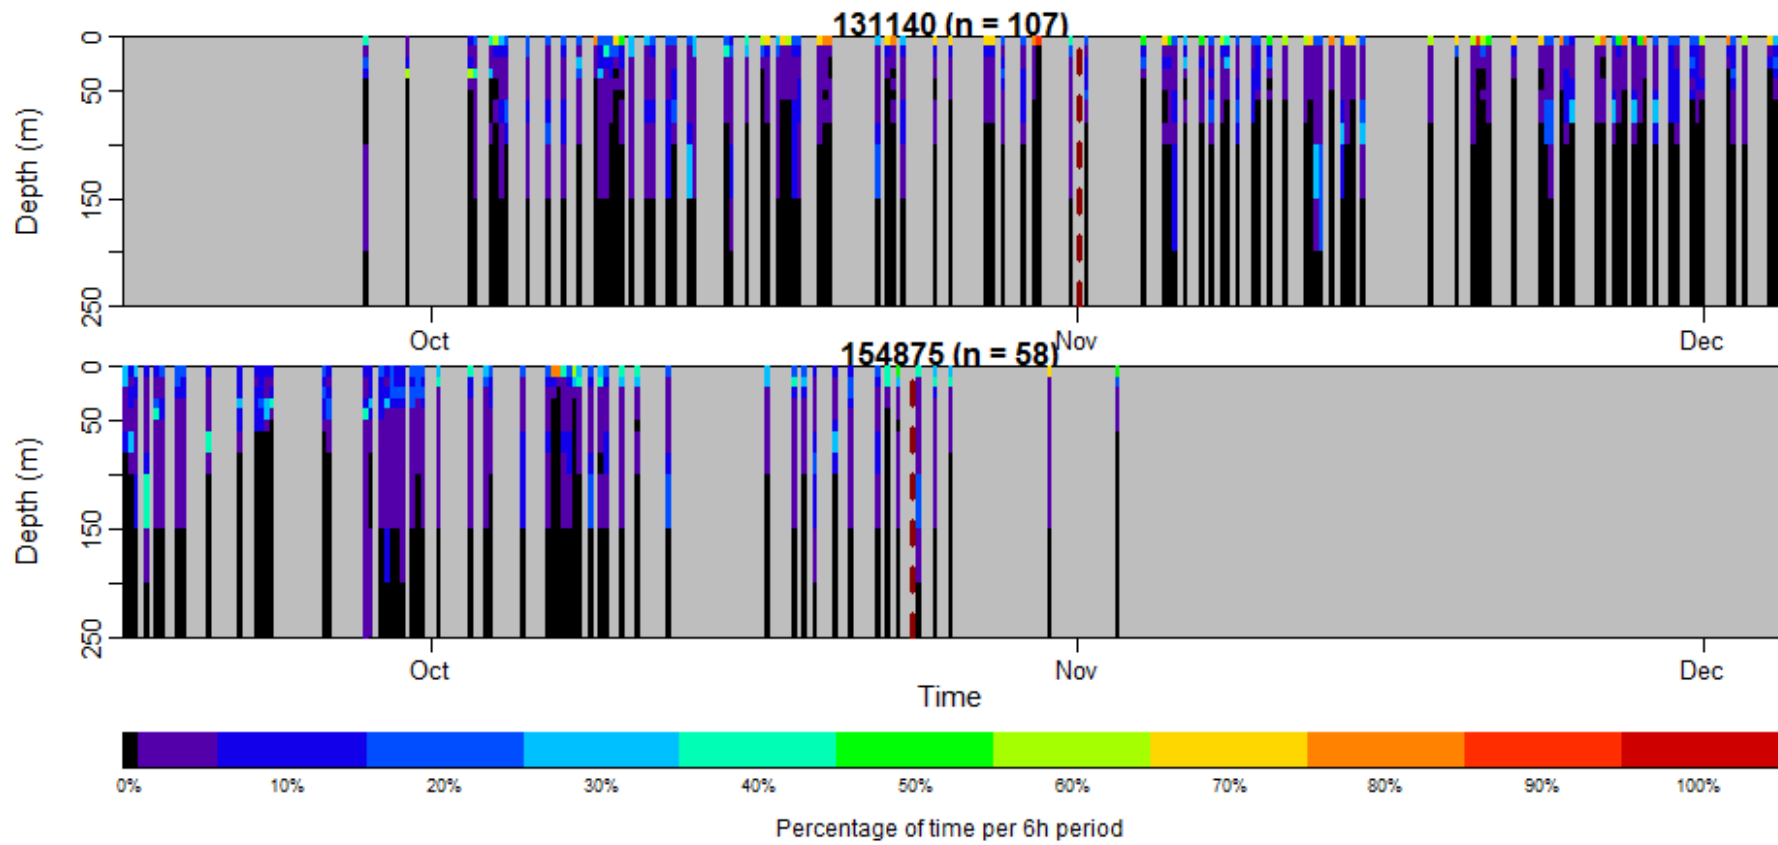 131140 (n = 107)
Depth (m)
0
50
150
250
Oct
Nov
Dec
154875 (n = 58)
Depth (m)
0
50
150
250
Oct
Nov
Dec
Time
0% 10% 20% 30% 40% 50% 60% 70% 80% 90% 100%
Percentage of time per 6h period